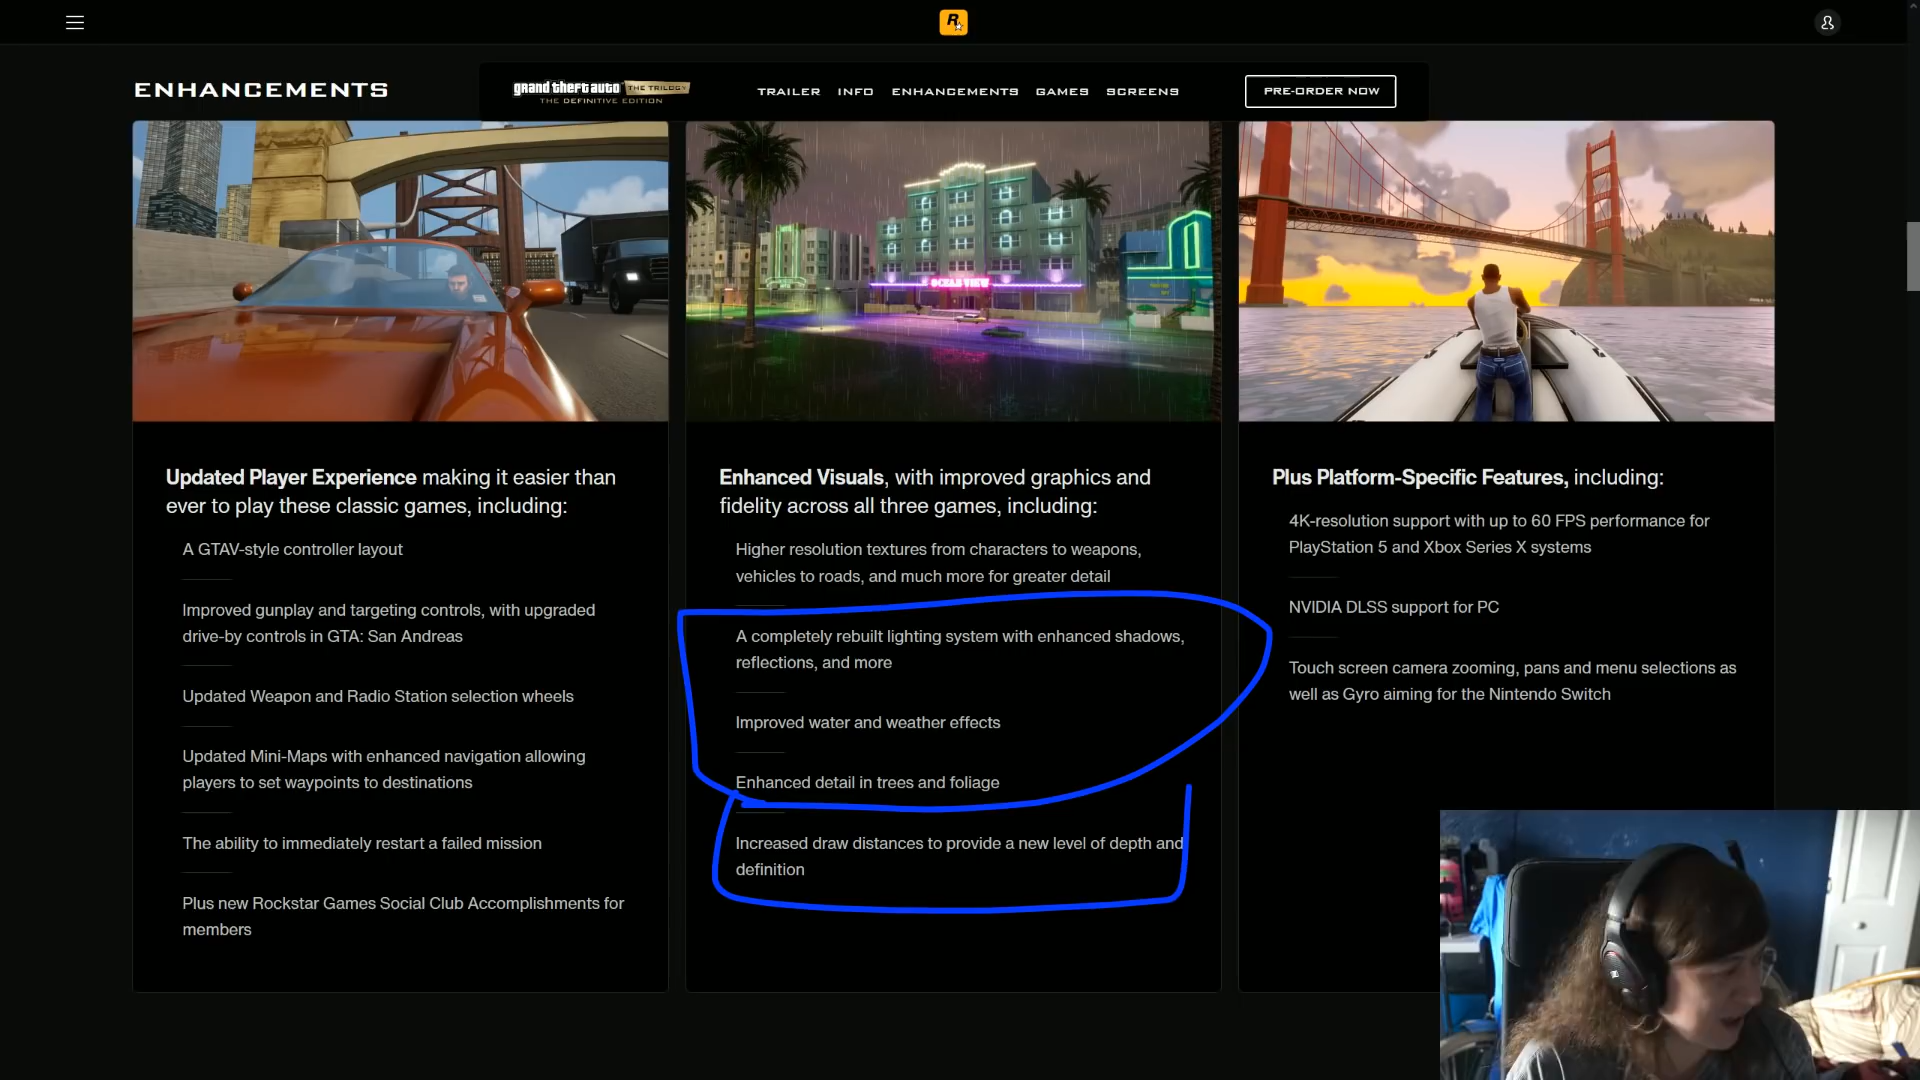 R
ENHANCEMENTS
grand theft auto THE TRILOGY
THE DEFINITIVE EDITION
TRAILER INFO ENHANCEMENTS GAMES SCREENS
PRE-ORDER NOW
OCEAN VIEW
Updated Player Experience making it easier than
ever to play these classic games, including:
A GTAV-style controller layout
Improved gunplay and targeting controls, with upgraded
drive-by controls in GTA: San Andreas
Updated Weapon and Radio Station selection wheels
Updated Mini-Maps with enhanced navigation allowing
players to set waypoints to destinations
The ability to immediately restart a failed mission
Plus new Rockstar Games Social Club Accomplishments for
members
Enhanced Visuals, with improved graphics and
fidelity across all three games, including:
Higher resolution textures from characters to weapons,
vehicles to roads, and much more for greater detail
A completely rebuilt lighting system with enhanced shadows,
reflections, and more
Improved water and weather effects
Enhanced detail in trees and foliage
Increased draw distances to provide a new level of depth and
definition
Plus Platform-Specific Features, including:
4K-resolution support with up to 60 FPS performance for
PlayStation 5 and Xbox Series X systems
NVIDIA DLSS support for PC
Touch screen camera zooming, pans and menu selections as
well as Gyro aiming for the Nintendo Switch